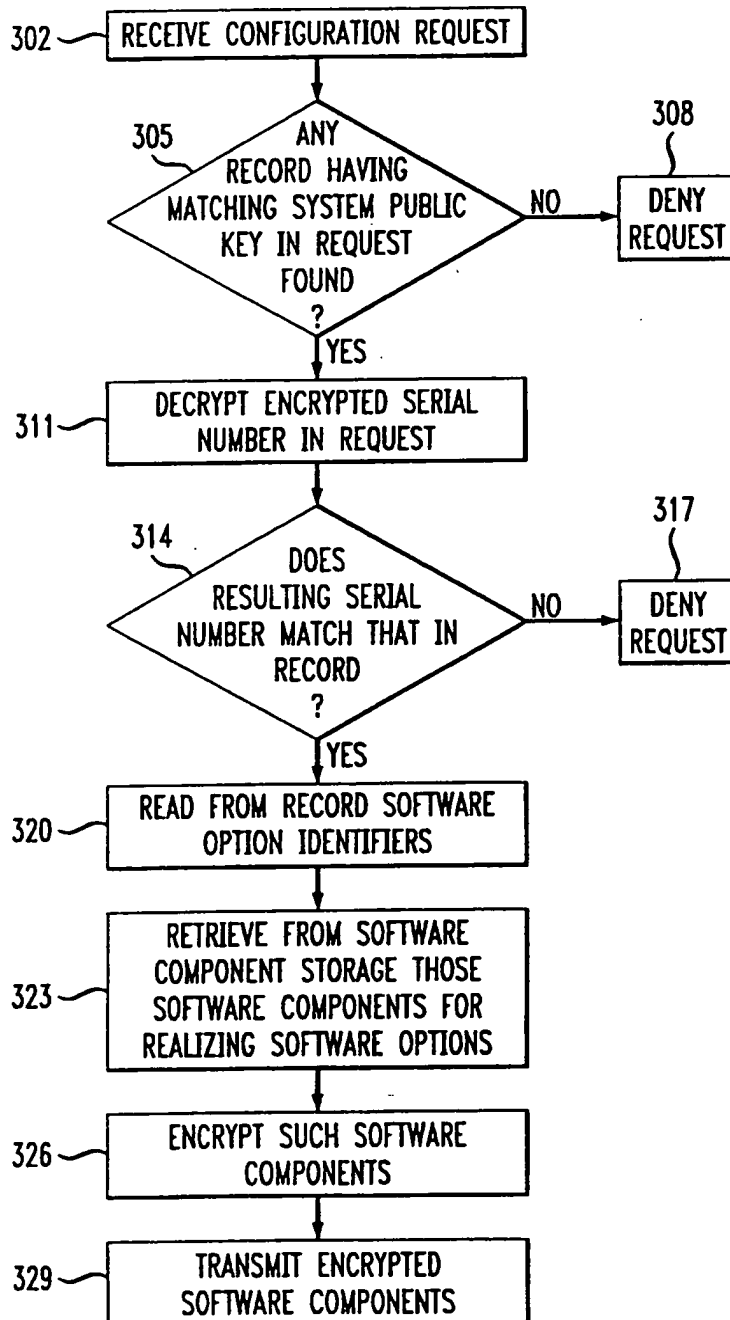 302
RECEIVE CONFIGURATION REQUEST
305
ANY
RECORD HAVING
MATCHING SYSTEM PUBLIC
KEY IN REQUEST
FOUND
?
NO
308
DENY
REQUEST
YES
311
DECRYPT ENCRYPTED SERIAL
NUMBER IN REQUEST
314
DOES
RESULTING SERIAL
NUMBER MATCH THAT IN
RECORD
?
NO
317
DENY
REQUEST
YES
320
READ FROM RECORD SOFTWARE
OPTION IDENTIFIERS
323
RETRIEVE FROM SOFTWARE
COMPONENT STORAGE THOSE
SOFTWARE COMPONENTS FOR
REALIZING SOFTWARE OPTIONS
326
ENCRYPT SUCH SOFTWARE
COMPONENTS
329
TRANSMIT ENCRYPTED
SOFTWARE COMPONENTS